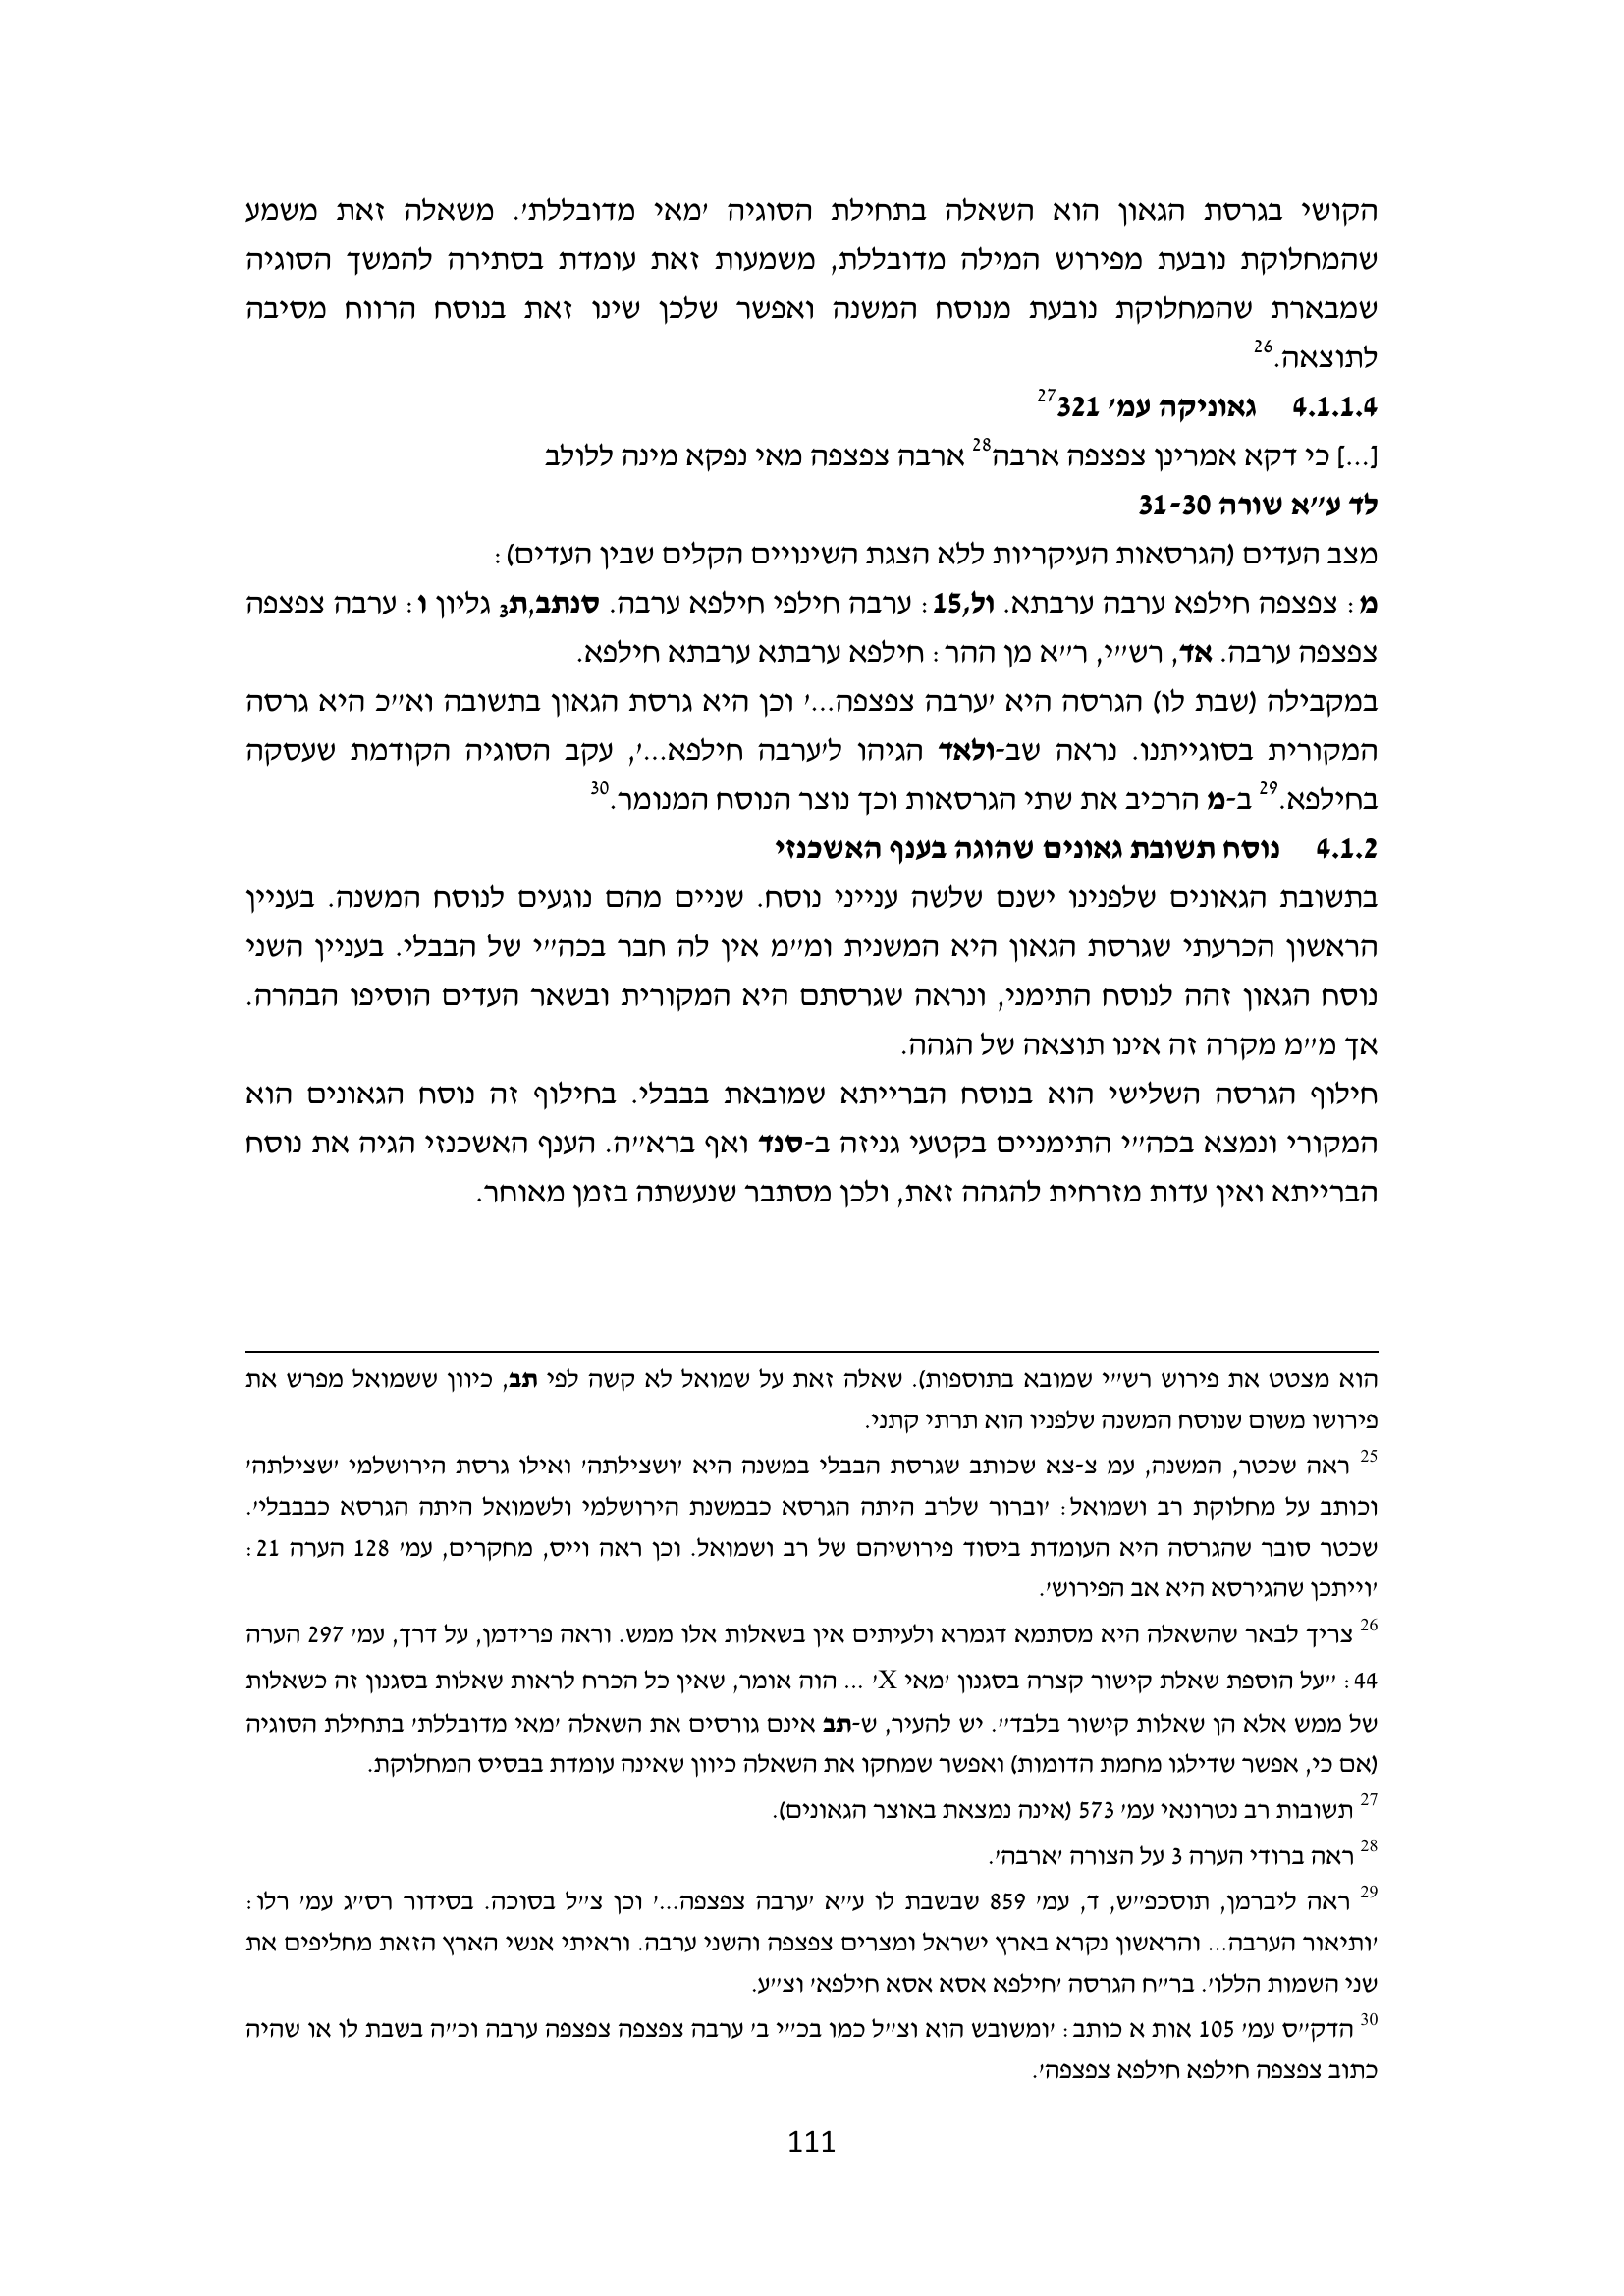 הקושי בגרסת הגאון הוא השאלה בתחילת הסוגיה 'מאי מדובללת'. משאלה זאת משמע
שהמחלוקת נובעת מפירוש המילה מדובללת, משמעות זאת עומדת בסתירה להמשך הסוגיה
שמבארת שהמחלוקת נובעת מנוסח המשנה ואפשר שלכן שינו זאת בנוסח הרווח מסיבה
לתוצאה.26
4.1.1.4 גאוניקה עמ' 321 27
[...] כי דקא אמרינן צפצפה ארבה28 ארבה צפצפה מאי נפקא מינה ללולב
לד ע"א שורה 31-30
מצב העדים (הגרסאות העיקריות ללא הצגת השינויים הקלים שבין העדים):
מ: צפצפה חילפא ערבה ערבתא. ול,15: ערבה חילפי חילפא ערבה. סנתב,ת3 גליון ו: ערבה צפצפה
צפצפה ערבה. אד, רש"י, ר"א מן ההר: חילפא ערבתא ערבתא חילפא.
במקבילה (שבת לו) הגרסה היא 'ערבה צפצפה...' וכן היא גרסת הגאון בתשובה וא"כ היא גרסה
המקורית בסוגייתנו. נראה שב-ולאד הגיהו ל'ערבה חילפא...', עקב הסוגיה הקודמת שעסקה
בחילפא.29 ב-מ הרכיב את שתי הגרסאות וכך נוצר הנוסח המנומר.30
4.1.2 נוסח תשובת גאונים שהוגה בענף האשכנזי
בתשובת הגאונים שלפנינו ישנם שלשה ענייני נוסח. שניים מהם נוגעים לנוסח המשנה. בעניין
הראשון הכרעתי שגרסת הגאון היא המשנית ומ"מ אין לה חבר בכה"י של הבבלי. בעניין השני
נוסח הגאון זהה לנוסח התימני, ונראה שגרסתם היא המקורית ובשאר העדים הוסיפו הבהרה.
אך מ"מ מקרה זה אינו תוצאה של הגהה.
חילוף הגרסה השלישי הוא בנוסח הברייתא שמובאת בבבלי. בחילוף זה נוסח הגאונים הוא
המקורי ונמצא בכה"י התימניים בקטעי גניזה ב-סנד ואף ברא"ה. הענף האשכנזי הגיה את נוסח
הברייתא ואין עדות מזרחית להגהה זאת, ולכן מסתבר שנעשתה בזמן מאוחר.
הוא מצטט את פירוש רש"י שמובא בתוספות). שאלה זאת על שמואל לא קשה לפי תב, כיוון ששמואל מפרש את
פירושו משום שנוסח המשנה שלפניו הוא תרתי קתני.
25 ראה שכטר, המשנה, עמ צ-צא שכותב שגרסת הבבלי במשנה היא 'ושצילתה' ואילו גרסת הירושלמי 'שצילתה'
וכותב על מחלוקת רב ושמואל: 'וברור שלרב היתה הגרסא כבמשנת הירושלמי ולשמואל היתה הגרסא כבבבלי'.
שכטר סובר שהגרסה היא העומדת ביסוד פירושיהם של רב ושמואל. וכן ראה וייס, מחקרים, עמ' 128 הערה 21:
'וייתכן שהגירסא היא אב הפירוש'.
26 צריך לבאר שהשאלה היא מסתמא דגמרא ולעיתים אין בשאלות אלו ממש. וראה פרידמן, על דרך, עמ' 297 הערה
44: "על הוספת שאלת קישור קצרה בסגנון 'מאי X' ... הוה אומר, שאין כל הכרח לראות שאלות בסגנון זה כשאלות
של ממש אלא הן שאלות קישור בלבד". יש להעיר, ש-תב אינם גורסים את השאלה 'מאי מדובללת' בתחילת הסוגיה
(אם כי, אפשר שדילגו מחמת הדומות) ואפשר שמחקו את השאלה כיוון שאינה עומדת בבסיס המחלוקת.
27 תשובות רב נטרונאי עמ' 573 (אינה נמצאת באוצר הגאונים).
28 ראה ברודי הערה 3 על הצורה 'ארבה'.
29 ראה ליברמן, תוסכפ"ש, ד, עמ' 859 שבשבת לו ע"א 'ערבה צפצפה...' וכן צ"ל בסוכה. בסידור רס"ג עמ' רלו:
'ותיאור הערבה... והראשון נקרא בארץ ישראל ומצרים צפצפה והשני ערבה. וראיתי אנשי הארץ הזאת מחליפים את
שני השמות הללו'. בר"ח הגרסה 'חילפא אסא אסא חילפא' וצ"ע.
30 הדק"ס עמ' 105 אות א כותב: 'ומשובש הוא וצ"ל כמו בכ"י ב' ערבה צפצפה צפצפה ערבה וכ"ה בשבת לו או שהיה
כתוב צפצפה חילפא חילפא צפצפה'.
111